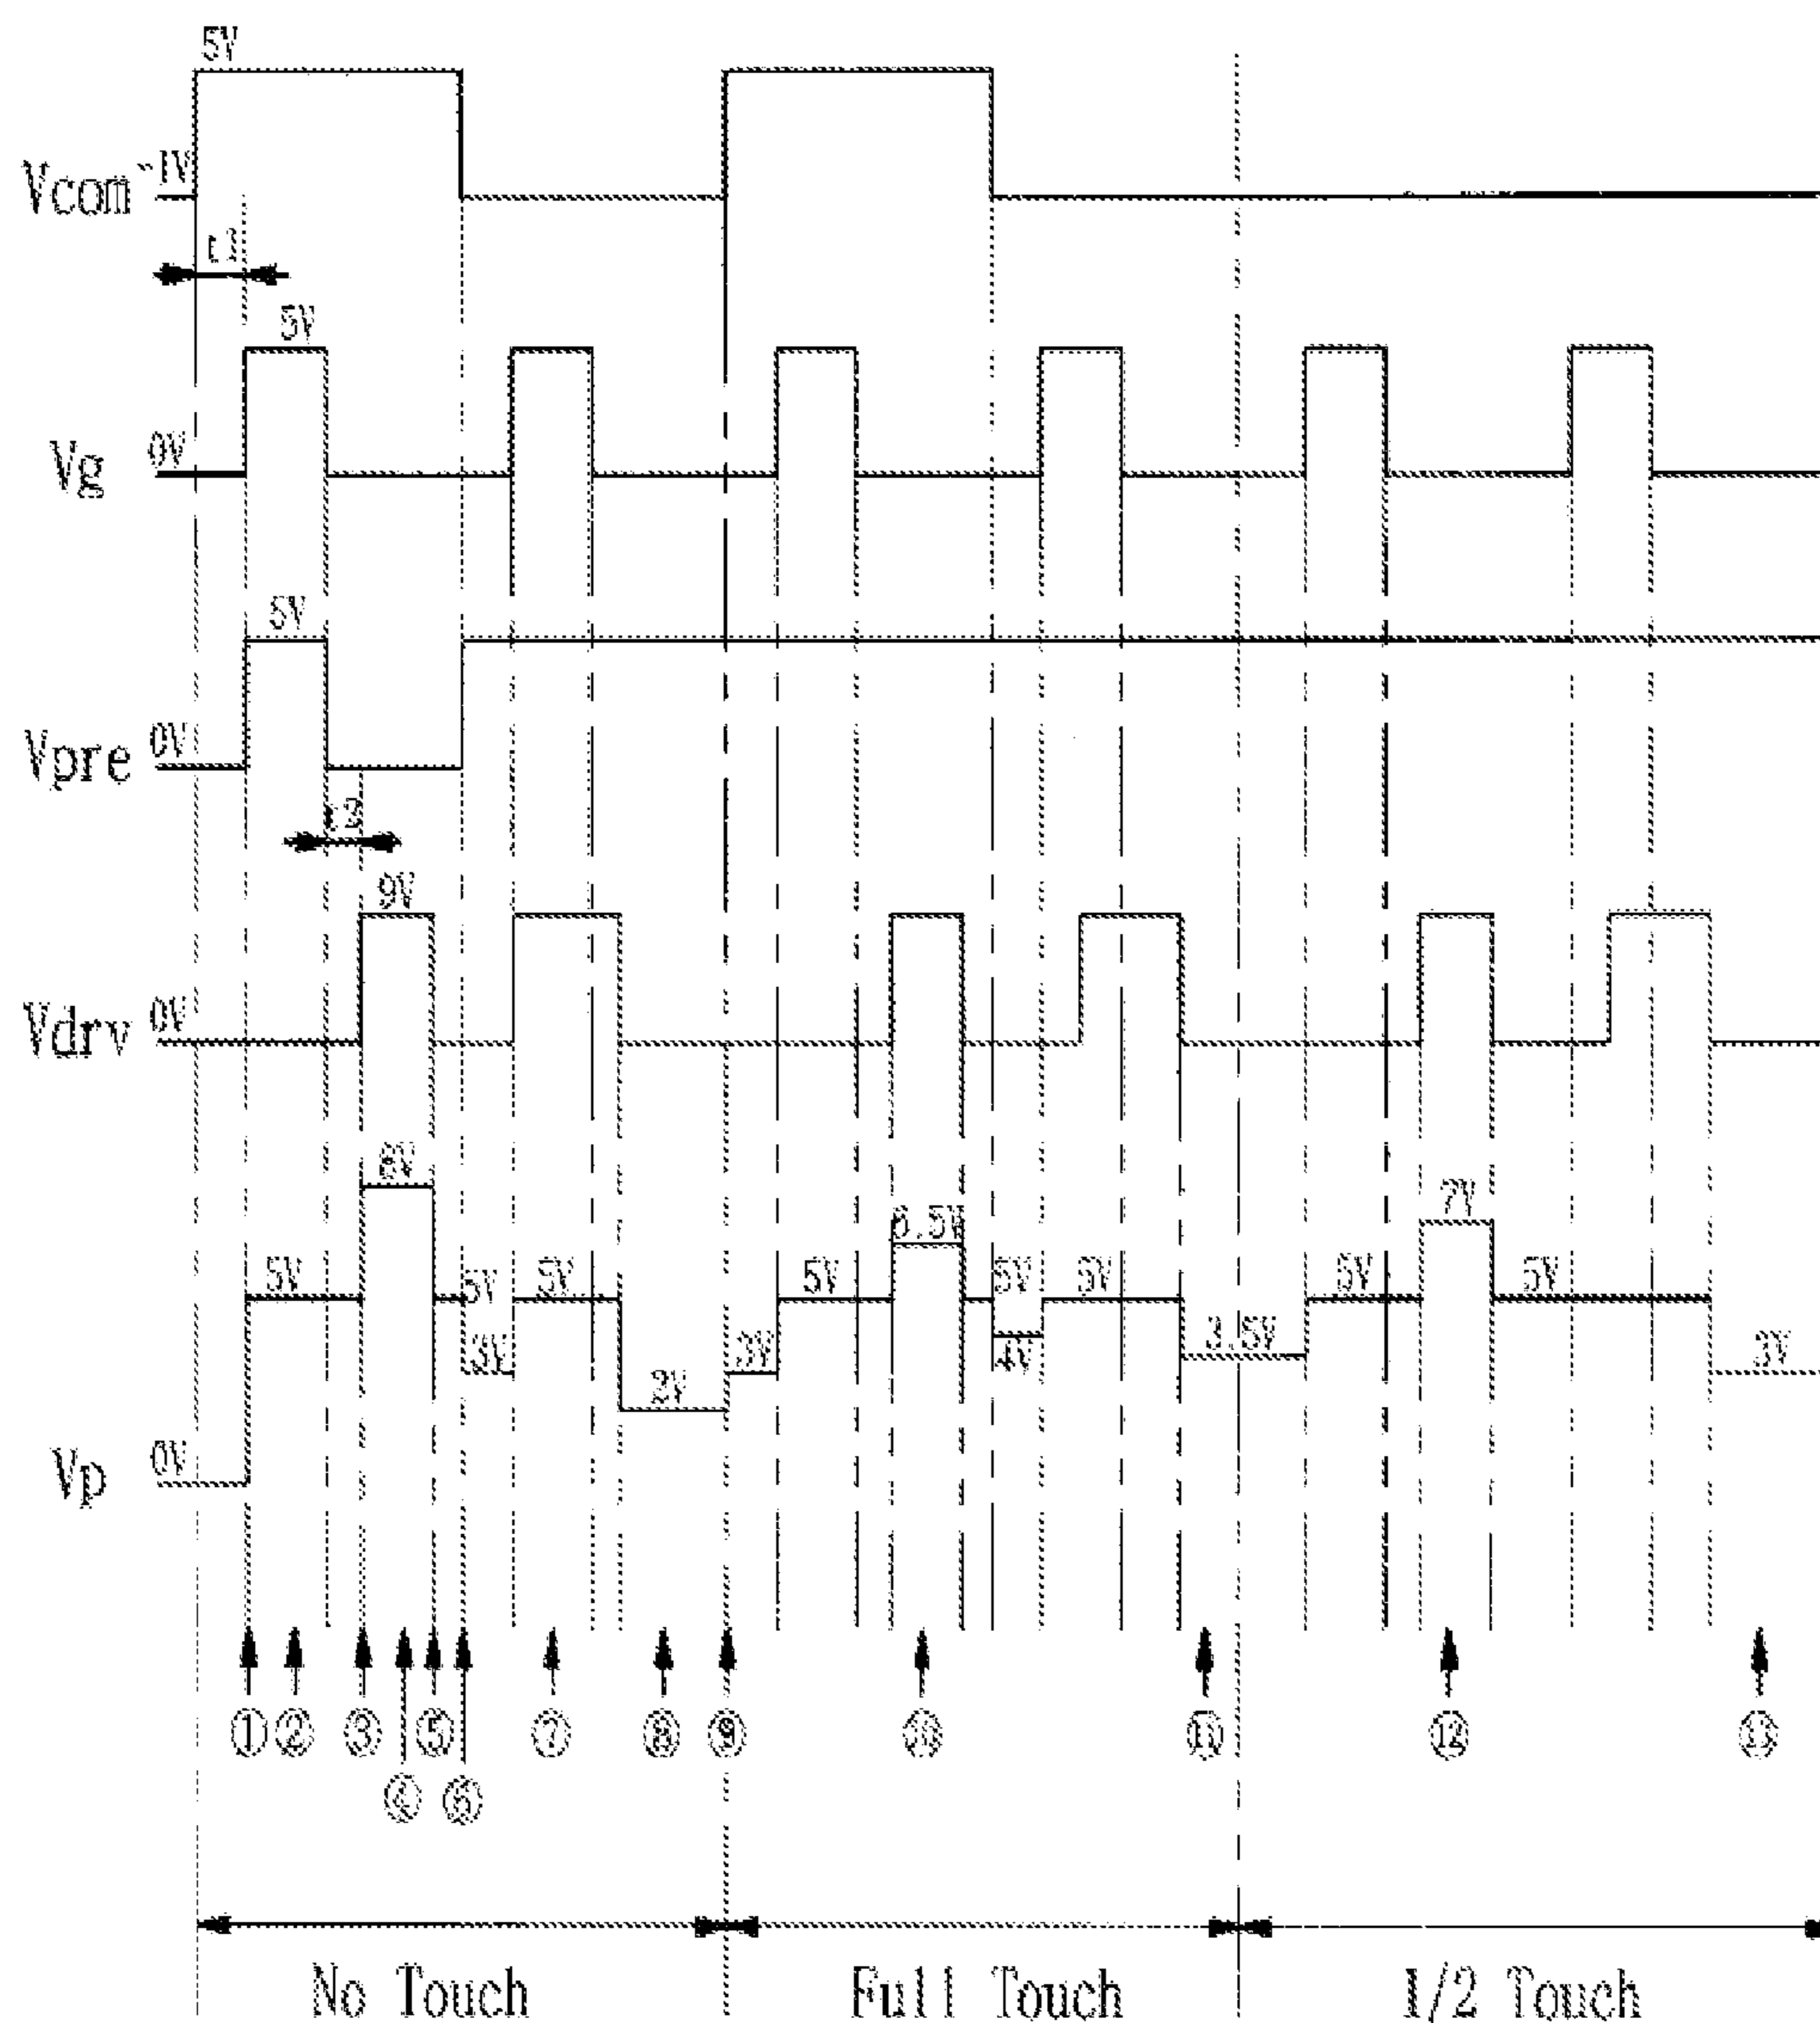 5V
Vcom -1V
t1
5V
Vg 0V
5V
Vpre 0V
t2
9V
Vdrv 0V
8V 6.5V 7V
5V 5V 5V 5V 5V 5V 5V 5V
3V 2V 3V 4V 3.5V 3V
Vp 0V
① ② ③ ⑤ ⑦ ⑧ ⑨ ⑩ ⑪ ⑫ ⑬
④ ⑥
No Touch Full Touch 1/2 Touch